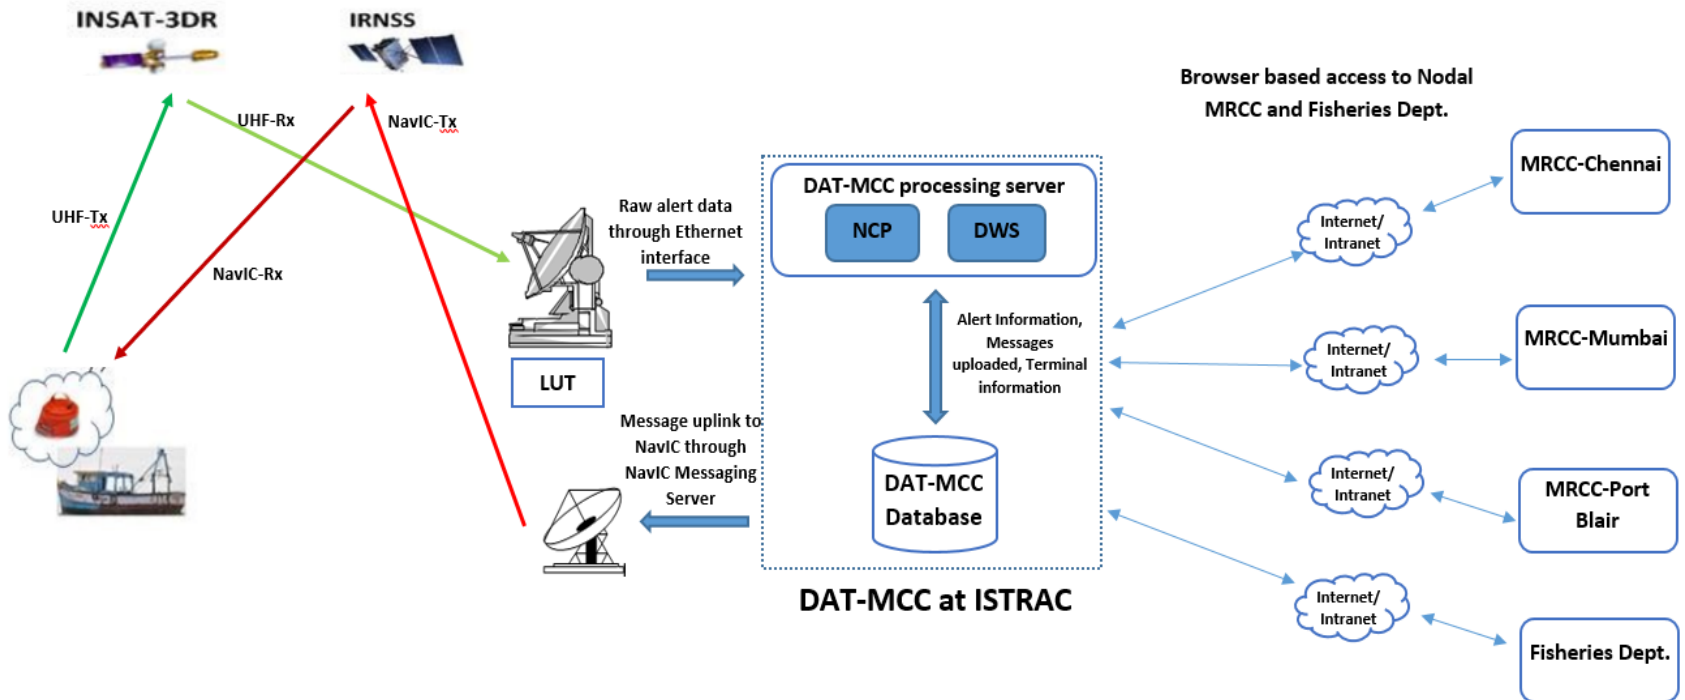 INSAT-3DR
IRNSS
UHF-Rx
NavIC-Tx
UHF-Tx
NavIC-Rx
Raw alert data
through Ethernet
interface
LUT
Message uplink to
NavIC through
NavIC Messaging
Server
DAT-MCC processing server
NCP
DWS
Alert Information,
Messages
uploaded, Terminal
information
DAT-MCC
Database
DAT-MCC at ISTRAC
Browser based access to Nodal
MRCC and Fisheries Dept.
Internet/
Intranet
MRCC-Chennai
Internet/
Intranet
MRCC-Mumbai
Internet/
Intranet
MRCC-Port
Blair
Internet/
Intranet
Fisheries Dept.